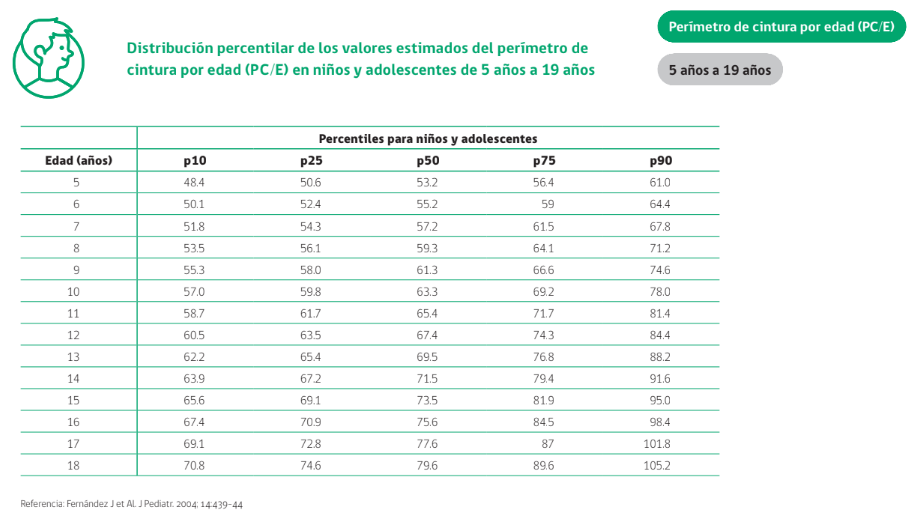 Perímetro de cintura por edad (PC/E)
Distribución percentilar de los valores estimados del perímetro de
cintura por edad (PC/E) en niños y adolescentes de 5 años a 19 años
5 años a 19 años
Percentiles para niños y adolescentes
Edad (años) p10 p25 p50 p75 p90
5 48.4 50.6 53.2 56.4 61.0
6 50.1 52.4 55.2 59 64.4
7 51.8 54.3 57.2 61.5 67.8
8 53.5 56.1 59.3 64.1 71.2
9 55.3 58.0 61.3 66.6 74.6
10 57.0 59.8 63.3 69.2 78.0
11 58.7 61.7 65.4 71.7 81.4
12 60.5 63.5 67.4 74.3 84.4
13 62.2 65.4 69.5 76.8 88.2
14 63.9 67.2 71.5 79.4 91.6
15 65.6 69.1 73.5 81.9 95.0
16 67.4 70.9 75.6 84.5 98.4
17 69.1 72.8 77.6 87 101.8
18 70.8 74.6 79.6 89.6 105.2
Referencia: Fernández J et Al. J Pediatr. 2004; 14:439-44